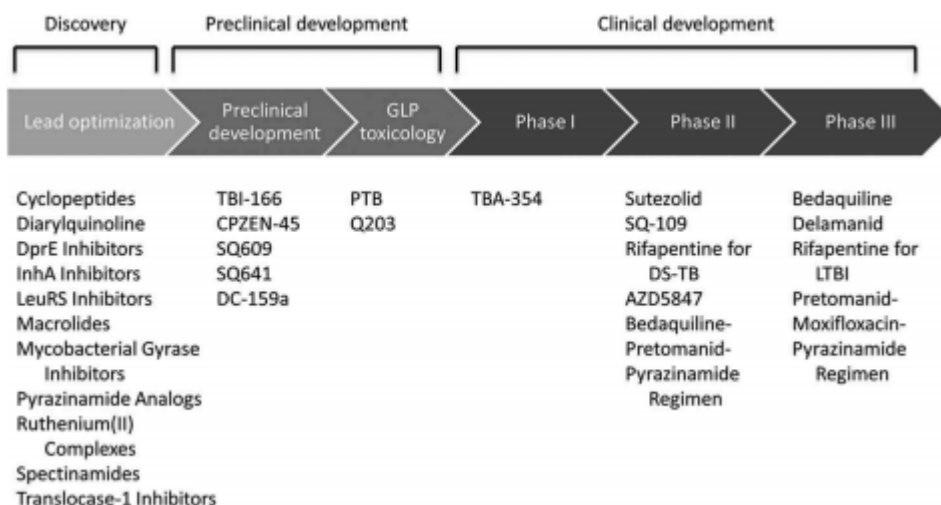 Discovery
Preclinical development
Clinical development
Lead optimization
Preclinical
development
GLP
toxicology
Phase I
Phase II
Phase III
Cyclopeptides
Diarylquinoline
DprE Inhibitors
InhA Inhibitors
LeuRS Inhibitors
Macrolides
Mycobacterial Gyrase
Inhibitors
Pyrazinamide Analogs
Ruthenium(II)
Complexes
Spectinamides
Translocase-1 Inhibitors
TBI-166
CPZEN-45
SQ609
SQ641
DC-159a
PTB
Q203
TBA-354
Sutezolid
SQ-109
Rifapentine for
DS-TB
AZD5847
Bedaquiline-
Pretomanid-
Pyrazinamide
Regimen
Bedaquiline
Delamanid
Rifapentine for
LTBI
Pretomanid-
Moxifloxacin-
Pyrazinamide
Regimen